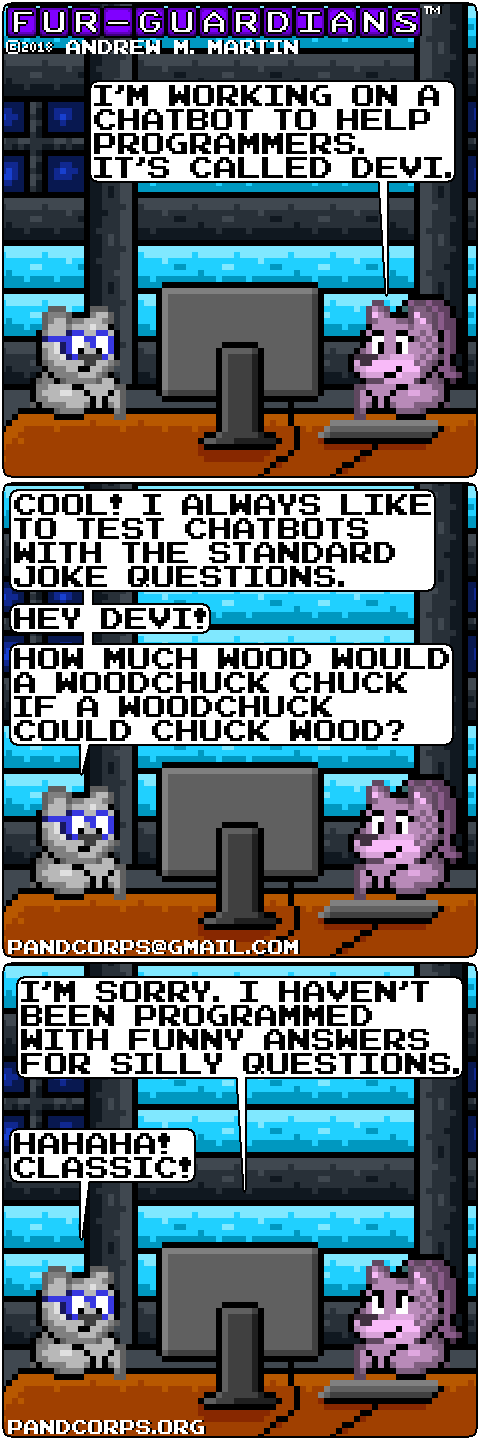 FUR-GUARDIANS™
©2018 ANDREW M. MARTIN
I'M WORKING ON A
CHATBOT TO HELP
PROGRAMMERS.
IT'S CALLED DEVI.
COOL! I ALWAYS LIKE
TO TEST CHATBOTS
WITH THE STANDARD
JOKE QUESTIONS.
HEY DEVI!
HOW MUCH WOOD WOULD
A WOODCHUCK CHUCK
IF A WOODCHUCK
COULD CHUCK WOOD?
PANDCORPS@GMAIL.COM
I'M SORRY. I HAVEN'T
BEEN PROGRAMMED
WITH FUNNY ANSWERS
FOR SILLY QUESTIONS.
HAHAHA!
CLASSIC!
PANDCORPS.ORG